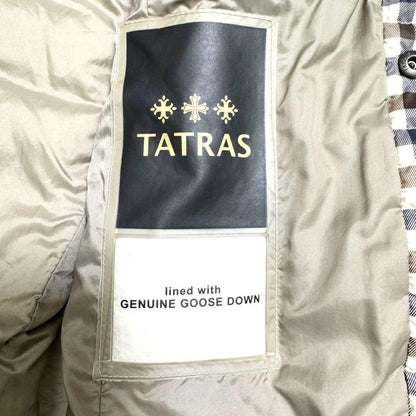 TATRAS
lined with
GENUINE GOOSE DOWN